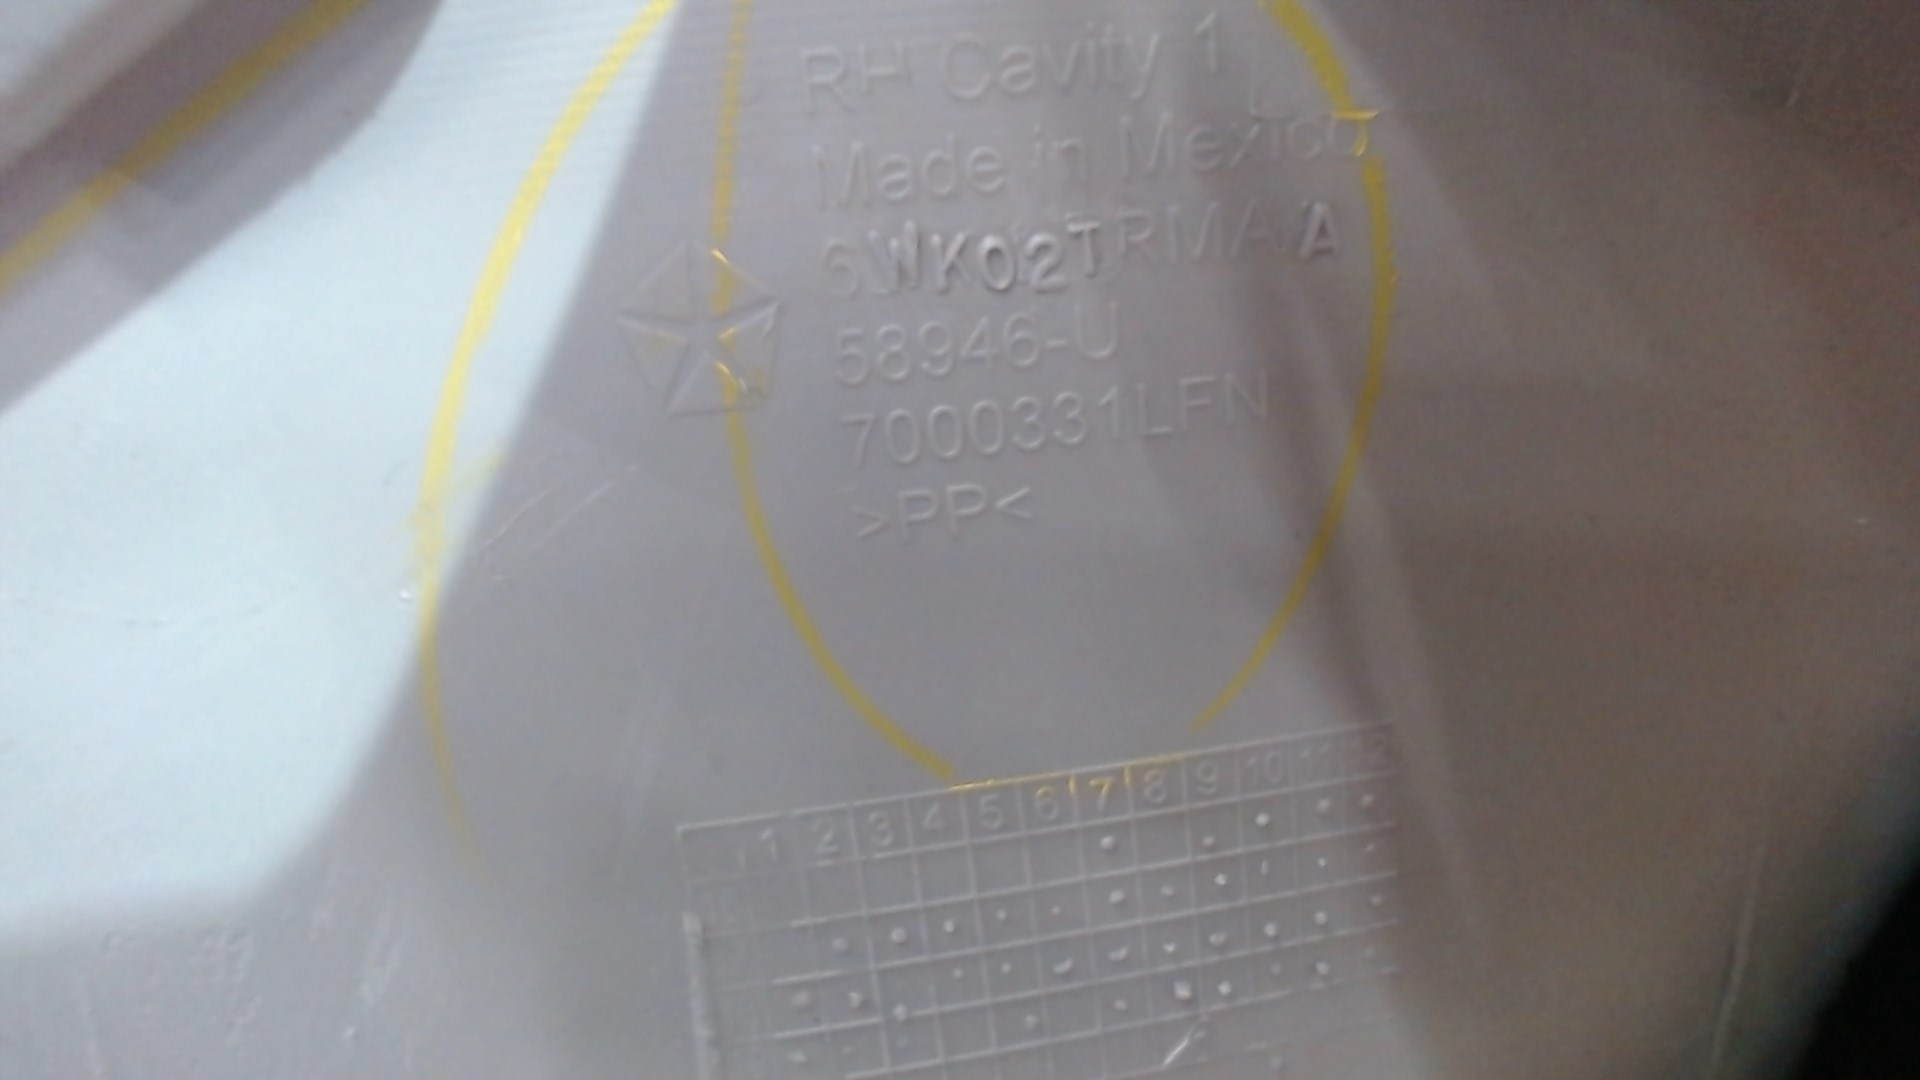 RH Cavity 1
Made in Mexico
58946-U
7000331LFN
>PP<
1 2 3 4 5 6 7 8 9 10 11 12